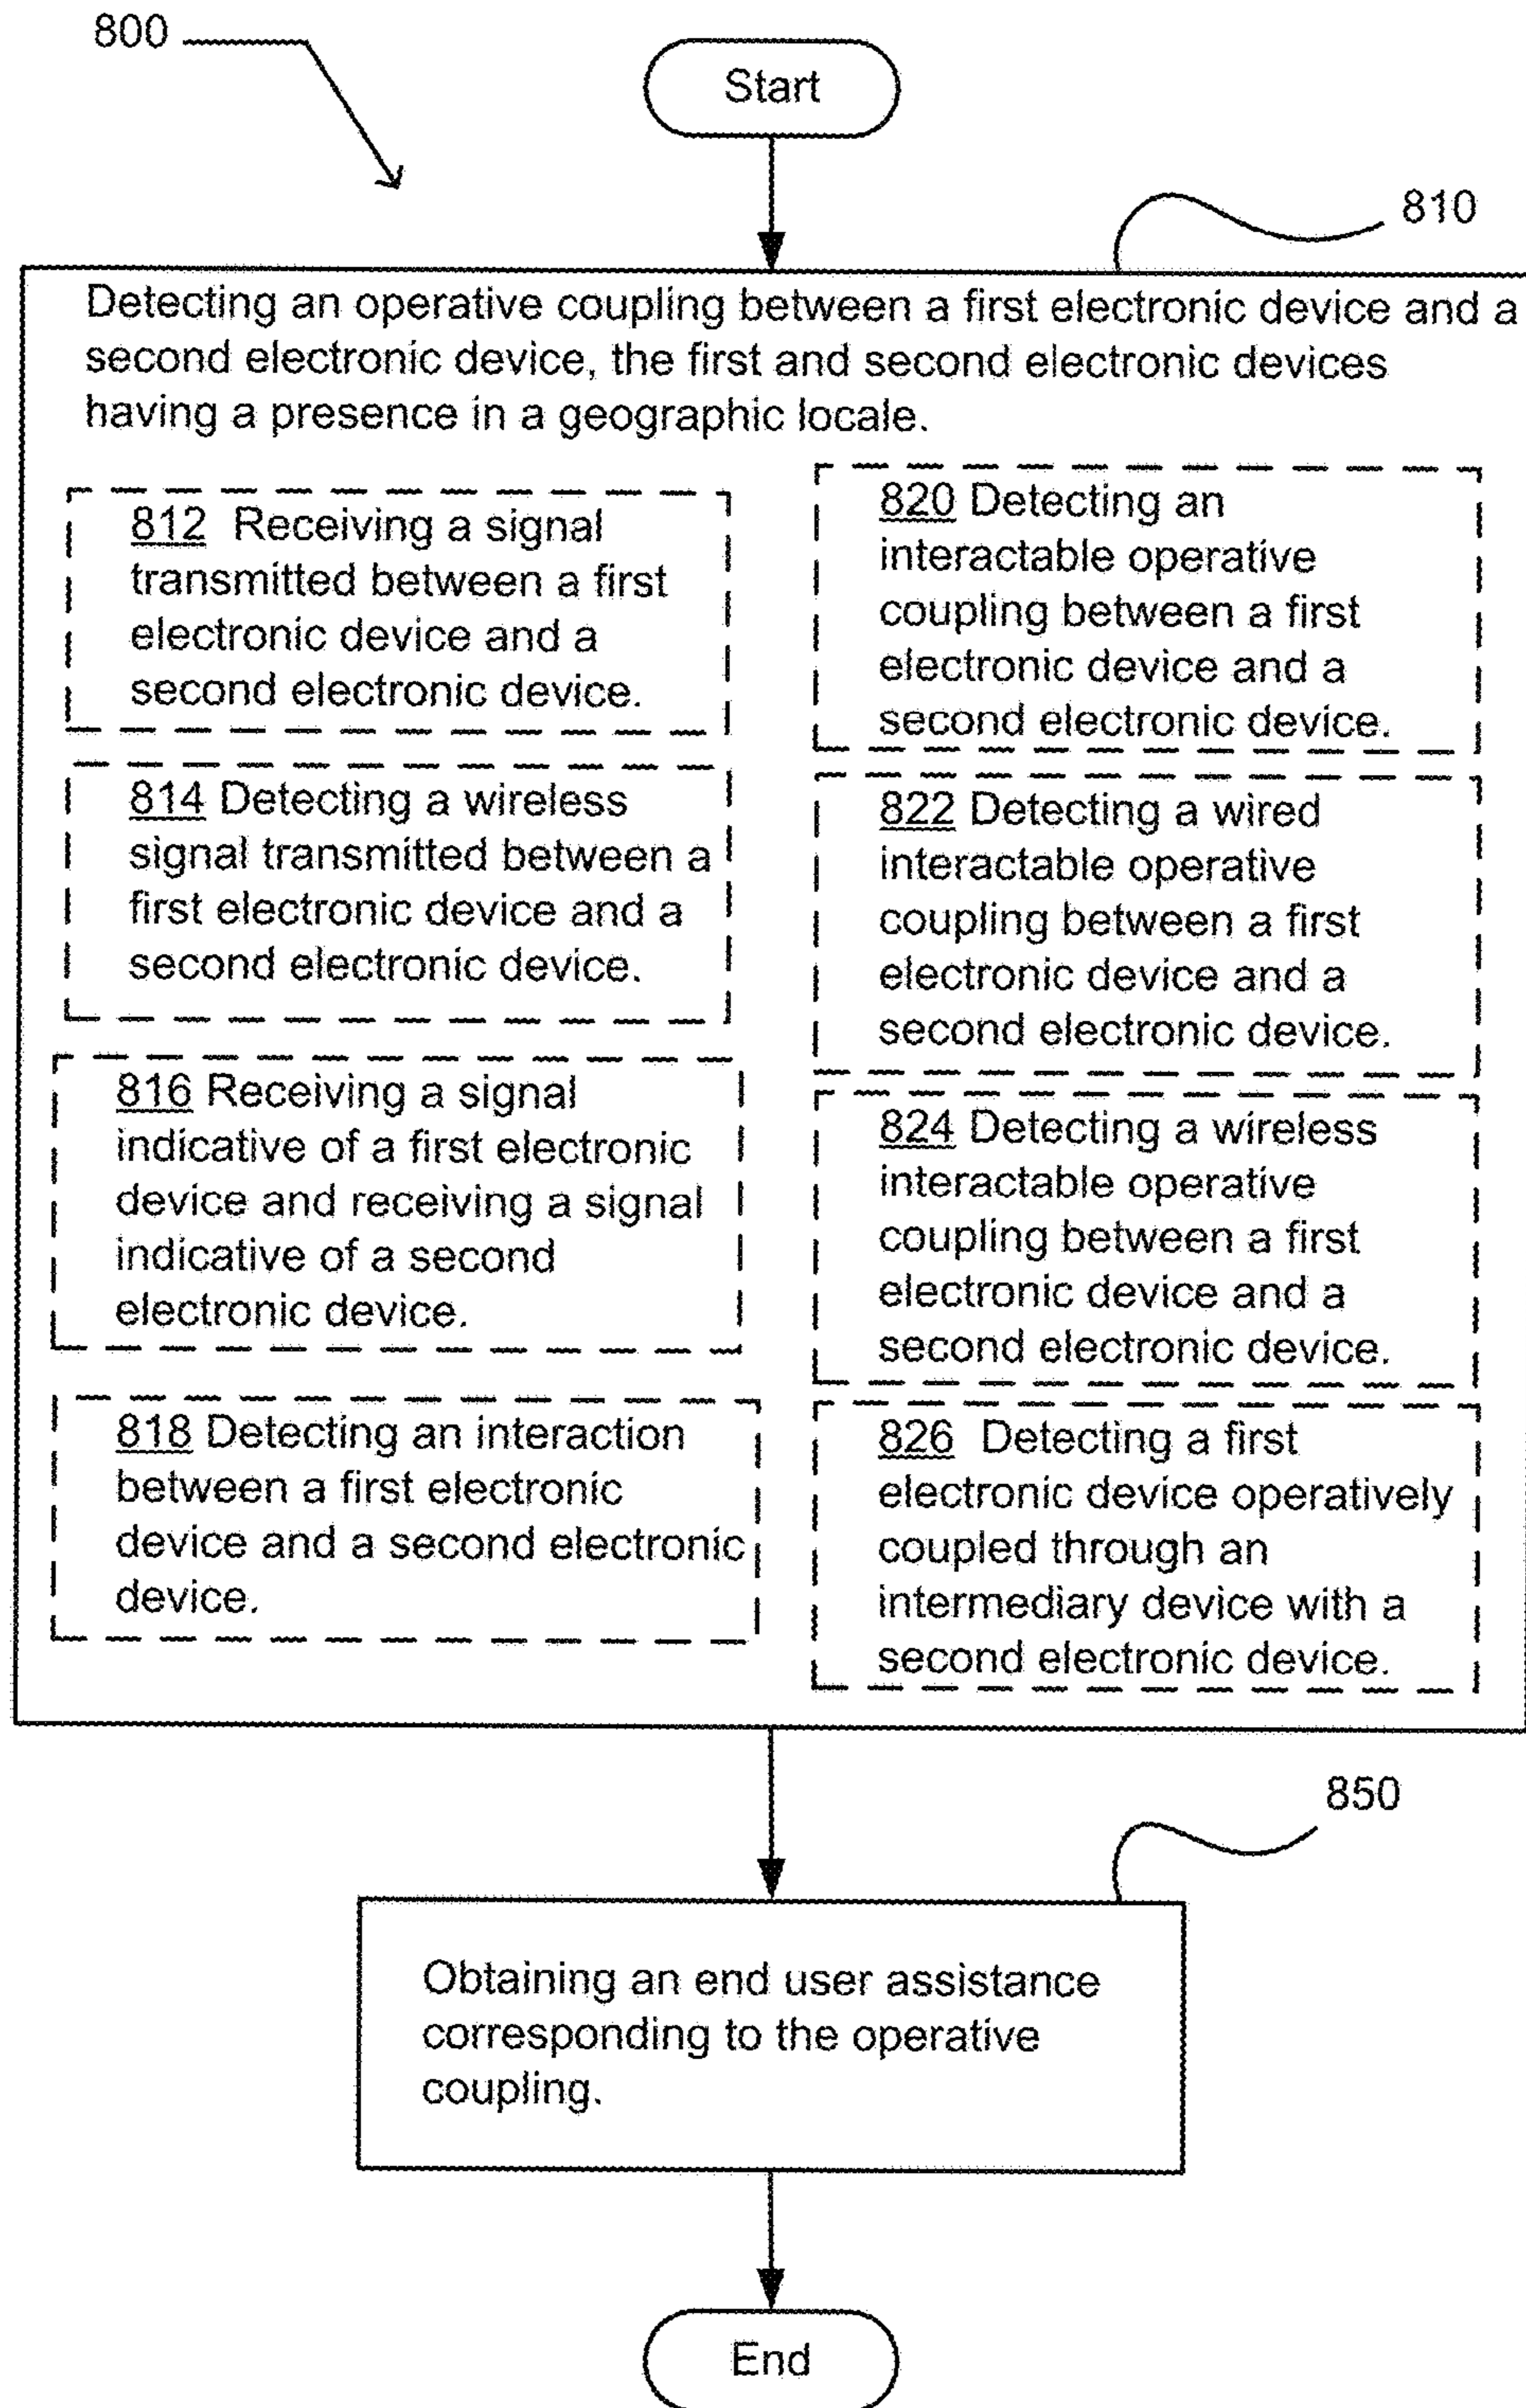 800
Start
810
Detecting an operative coupling between a first electronic device and a
second electronic device, the first and second electronic devices
having a presence in a geographic locale.
812 Receiving a signal
transmitted between a first
electronic device and a
second electronic device.
814 Detecting a wireless
signal transmitted between a
first electronic device and a
second electronic device.
816 Receiving a signal
indicative of a first electronic
device and receiving a signal
indicative of a second
electronic device.
818 Detecting an interaction
between a first electronic
device and a second electronic
device.
820 Detecting an
interactable operative
coupling between a first
electronic device and a
second electronic device.
822 Detecting a wired
interactable operative
coupling between a first
electronic device and a
second electronic device.
824 Detecting a wireless
interactable operative
coupling between a first
electronic device and a
second electronic device.
826 Detecting a first
electronic device operatively
coupled through an
intermediary device with a
second electronic device.
850
Obtaining an end user assistance
corresponding to the operative
coupling.
End